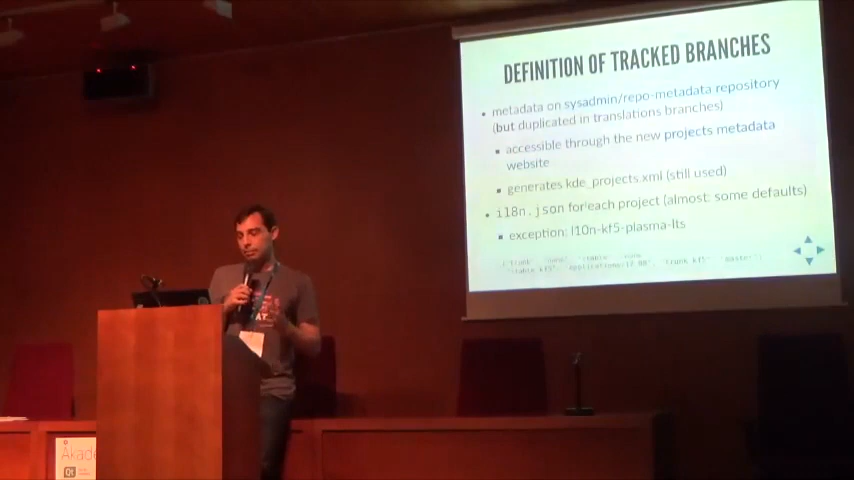 DEFINITION OF TRACKED BRANCHES
• metadata on sysadmin/repo-metadata repository
(but duplicated in translations branches)
▪ accessible through the new projects metadata
website
▪ generates kde_projects.xml (still used)
• i18n.json for each project (almost: some defaults)
▪ exception: l10n-kf5-plasma-lts
Akade
Qt